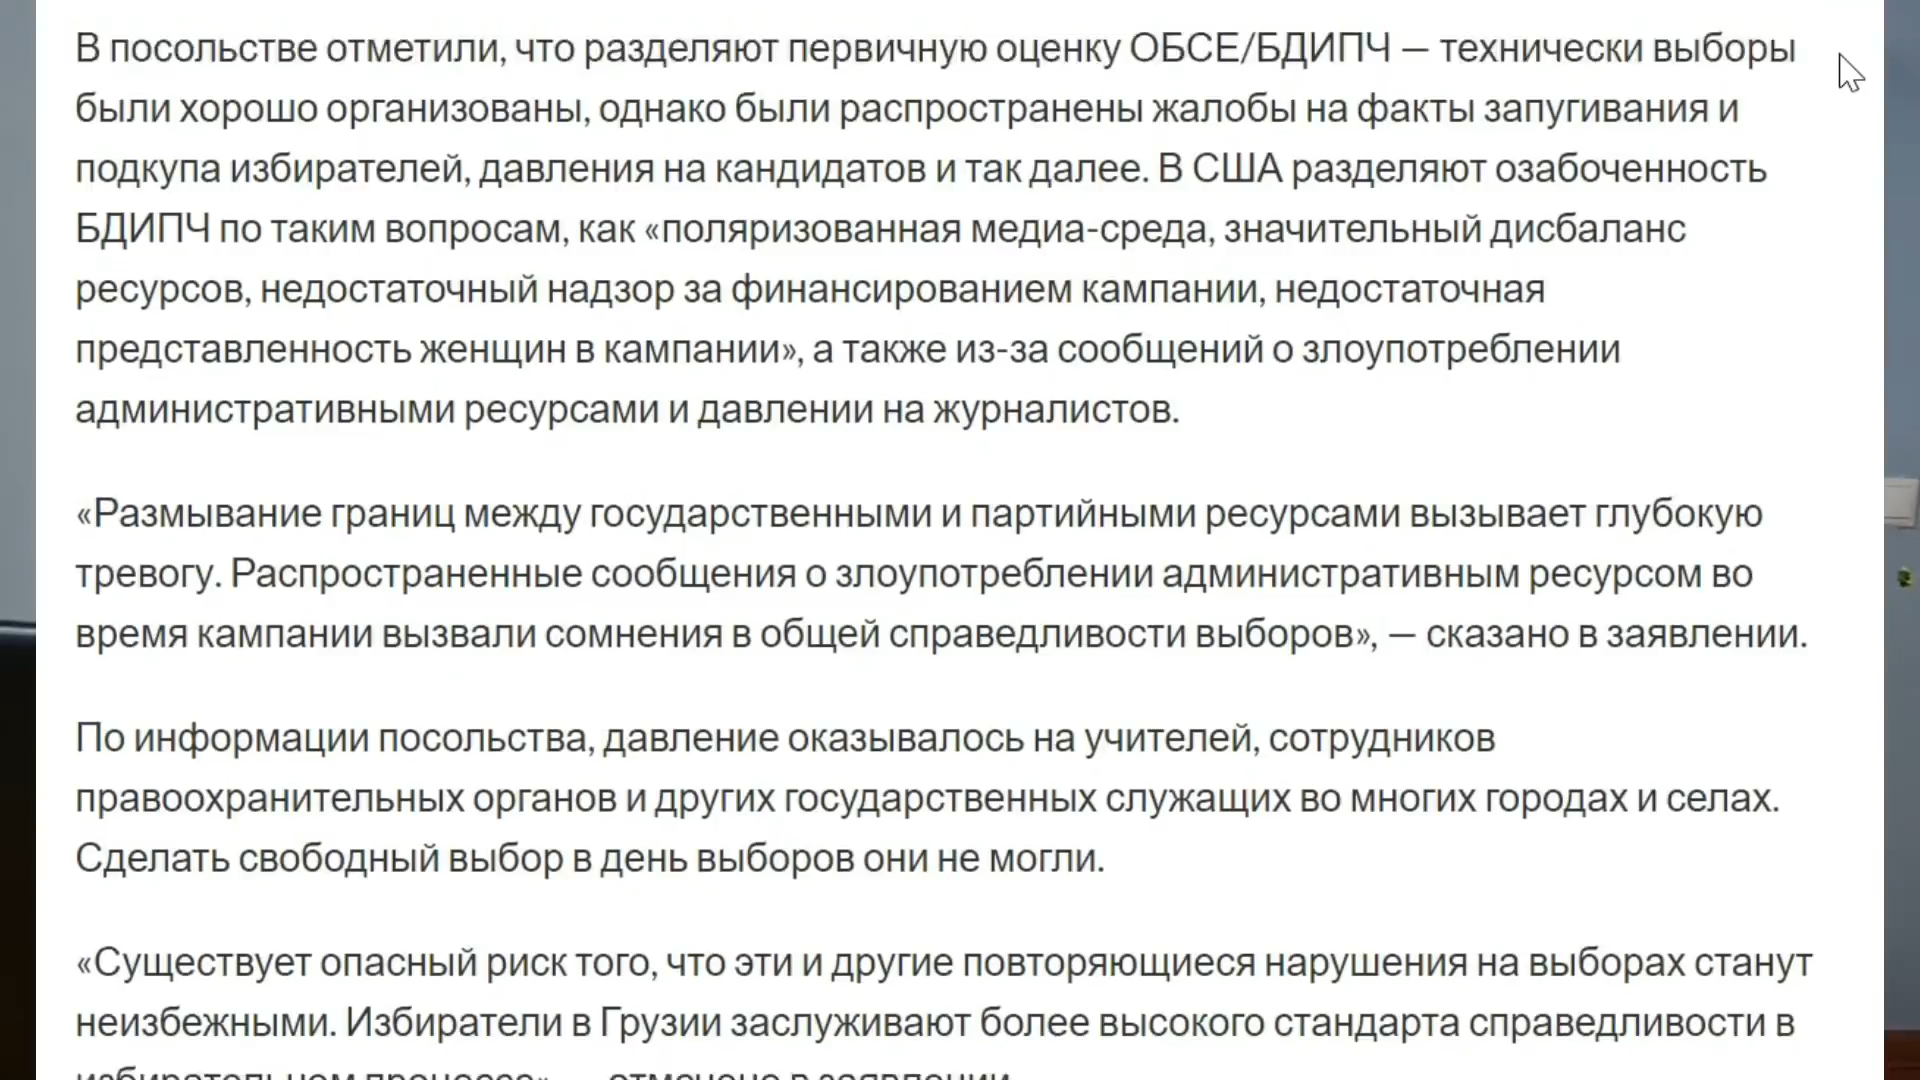 В посольстве отметили, что разделяют первичную оценку ОБСЕ/БДИПЧ — технически выборы
были хорошо организованы, однако были распространены жалобы на факты запугивания и
подкупа избирателей, давления на кандидатов и так далее. В США разделяют озабоченность
БДИПЧ по таким вопросам, как «поляризованная медиа-среда, значительный дисбаланс
ресурсов, недостаточный надзор за финансированием кампании, недостаточная
представленность женщин в кампании», а также из-за сообщений о злоупотреблении
административными ресурсами и давлении на журналистов.
«Размывание границ между государственными и партийными ресурсами вызывает глубокую
тревогу. Распространенные сообщения о злоупотреблении административным ресурсом во
время кампании вызвали сомнения в общей справедливости выборов», — сказано в заявлении.
По информации посольства, давление оказывалось на учителей, сотрудников
правоохранительных органов и других государственных служащих во многих городах и селах.
Сделать свободный выбор в день выборов они не могли.
«Существует опасный риск того, что эти и другие повторяющиеся нарушения на выборах станут
неизбежными. Избиратели в Грузии заслуживают более высокого стандарта справедливости в
избирательном процессе», — отмечено в заявлении.